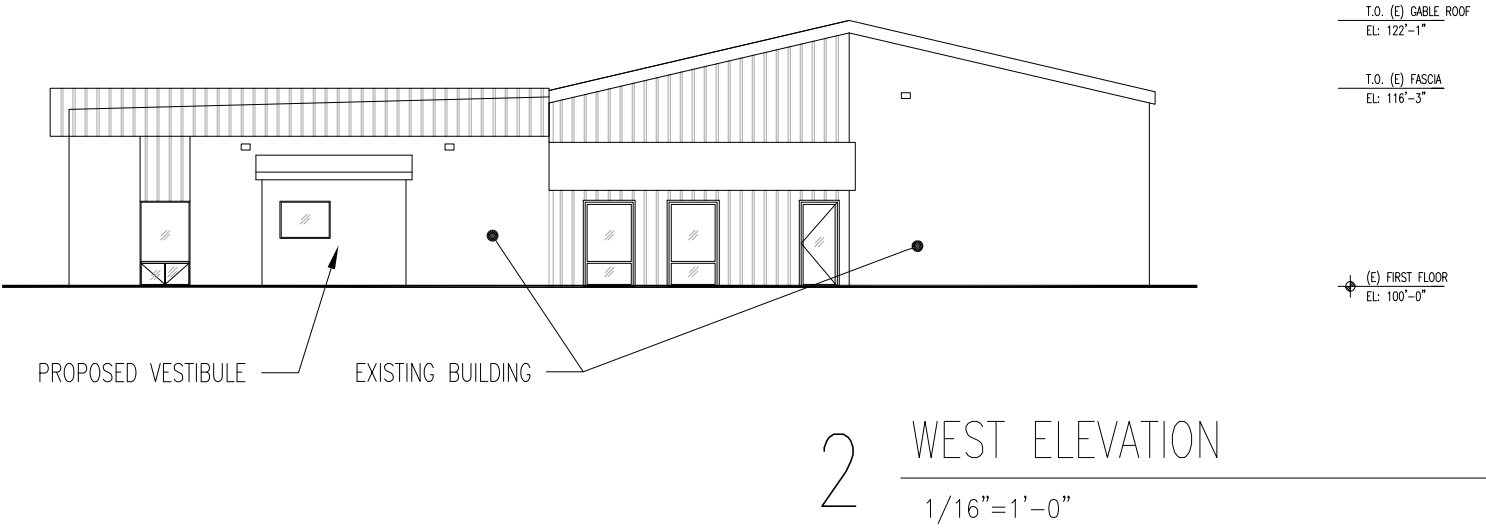 T.O. (E) GABLE ROOF
EL: 122'-1"
T.O. (E) FASCIA
EL: 116'-3"
(E) FIRST FLOOR
EL: 100'-0"
PROPOSED VESTIBULE
EXISTING BUILDING
2
WEST ELEVATION
1/16"=1'-0"